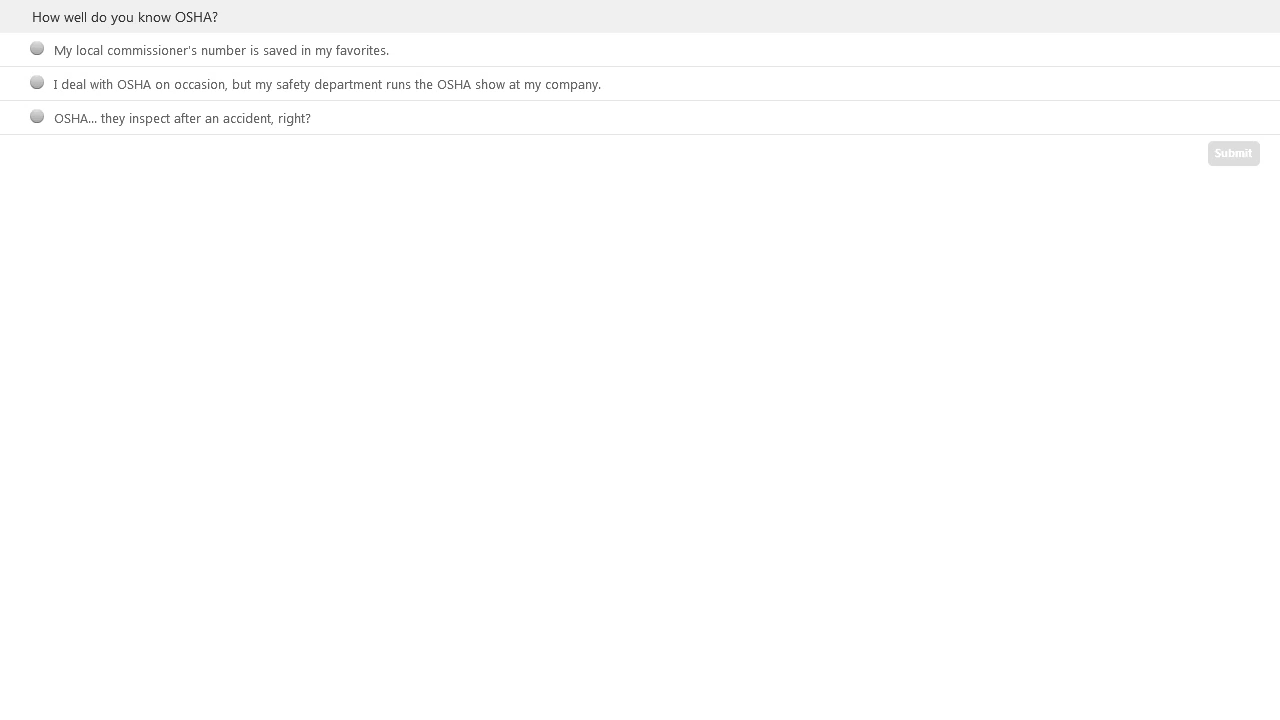 How well do you know OSHA?
My local commissioner's number is saved in my favorites.
I deal with OSHA on occasion, but my safety department runs the OSHA show at my company.
OSHA... they inspect after an accident, right?
Submit